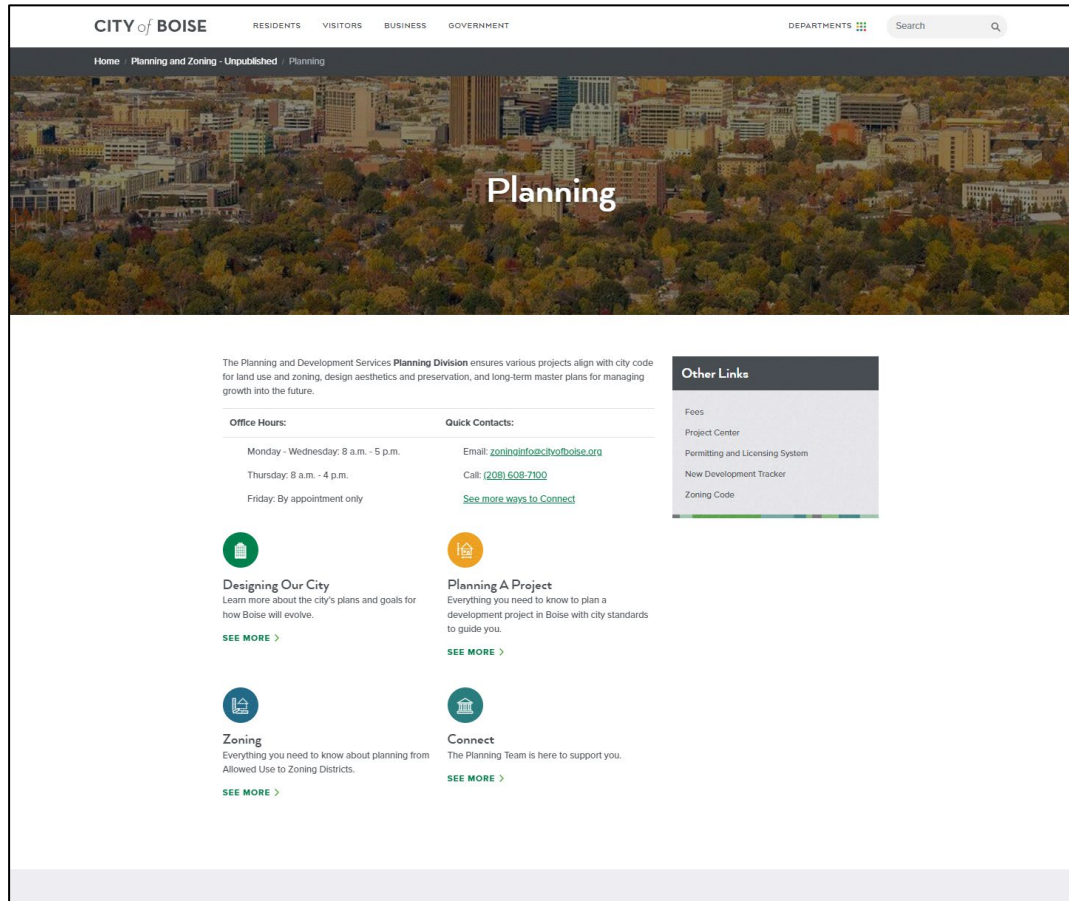 CITY of BOISE
RESIDENTS VISITORS BUSINESS GOVERNMENT
DEPARTMENTS
Search
Home / Planning and Zoning - Unpublished / Planning
Planning
The Planning and Development Services Planning Division ensures various projects align with city code
for land use and zoning, design aesthetics and preservation, and long-term master plans for managing
growth into the future.
Office Hours:
Monday - Wednesday: 8 a.m. - 5 p.m.
Thursday: 8 a.m. - 4 p.m.
Friday: By appointment only
Quick Contacts:
Email: zoninginfo@cityofboise.org
Call: (208) 608-7100
See more ways to Connect
Designing Our City
Learn more about the city's plans and goals for
how Boise will evolve.
SEE MORE >
Planning A Project
Everything you need to know to plan a
development project in Boise with city standards
to guide you.
SEE MORE >
Zoning
Everything you need to know about planning from
Allowed Use to Zoning Districts.
SEE MORE >
Connect
The Planning Team is here to support you.
SEE MORE >
Other Links
Fees
Project Center
Permitting and Licensing System
New Development Tracker
Zoning Code